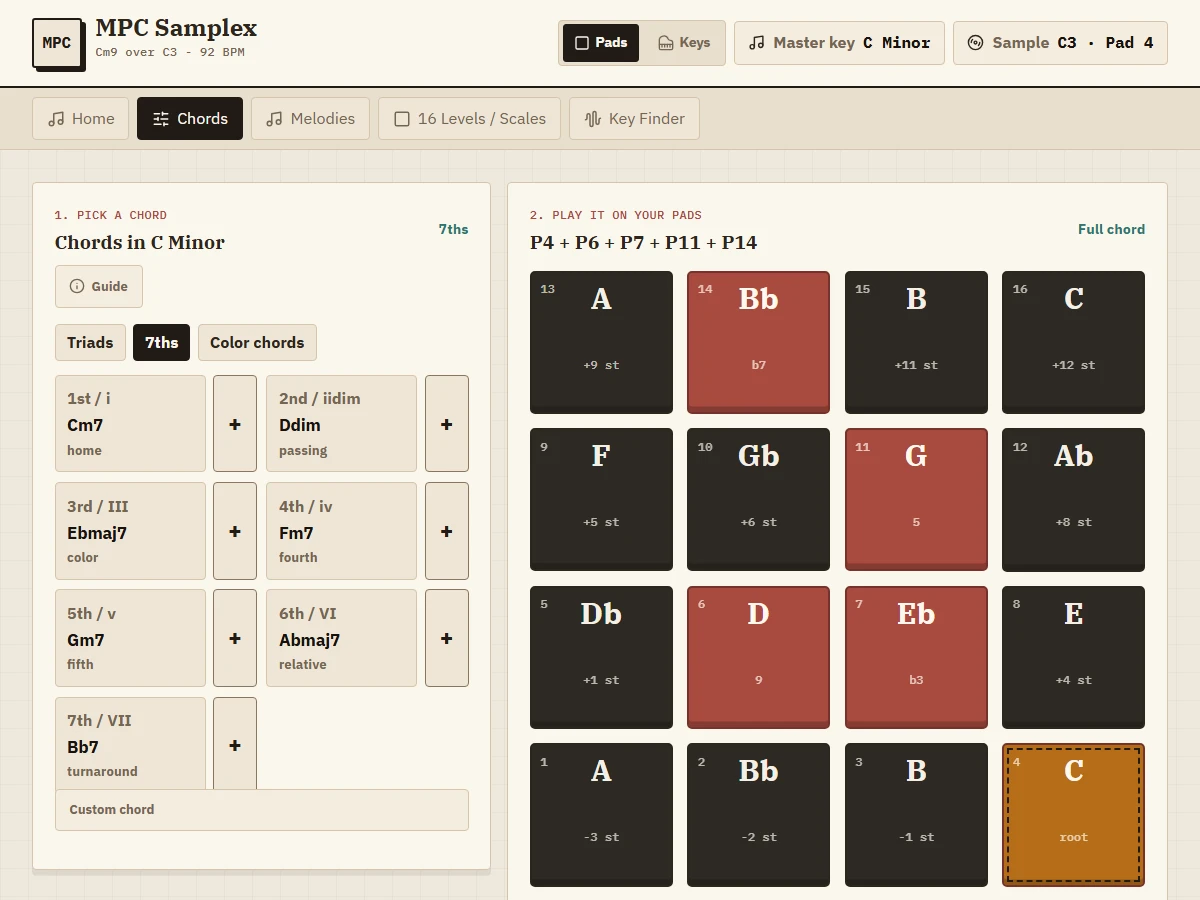 MPC
MPC Samplex
Cm9 over C3 - 92 BPM
Pads
Keys
Master key C Minor
Sample C3 · Pad 4
Home
Chords
Melodies
16 Levels / Scales
Key Finder
1. PICK A CHORD
Chords in C Minor
7ths
Guide
Triads
7ths
Color chords
1st / i
Cm7
home
+
2nd / iidim
Ddim
passing
+
3rd / III
Ebmaj7
color
+
4th / iv
Fm7
fourth
+
5th / v
Gm7
fifth
+
6th / VI
Abmaj7
relative
+
7th / VII
Bb7
turnaround
+
Custom chord
2. PLAY IT ON YOUR PADS
P4 + P6 + P7 + P11 + P14
Full chord
13
A
+9 st
14
Bb
b7
15
B
+11 st
16
C
+12 st
9
F
+5 st
10
Gb
+6 st
11
G
5
12
Ab
+8 st
5
Db
+1 st
6
D
9
7
Eb
b3
8
E
+4 st
1
A
-3 st
2
Bb
-2 st
3
B
-1 st
4
C
root